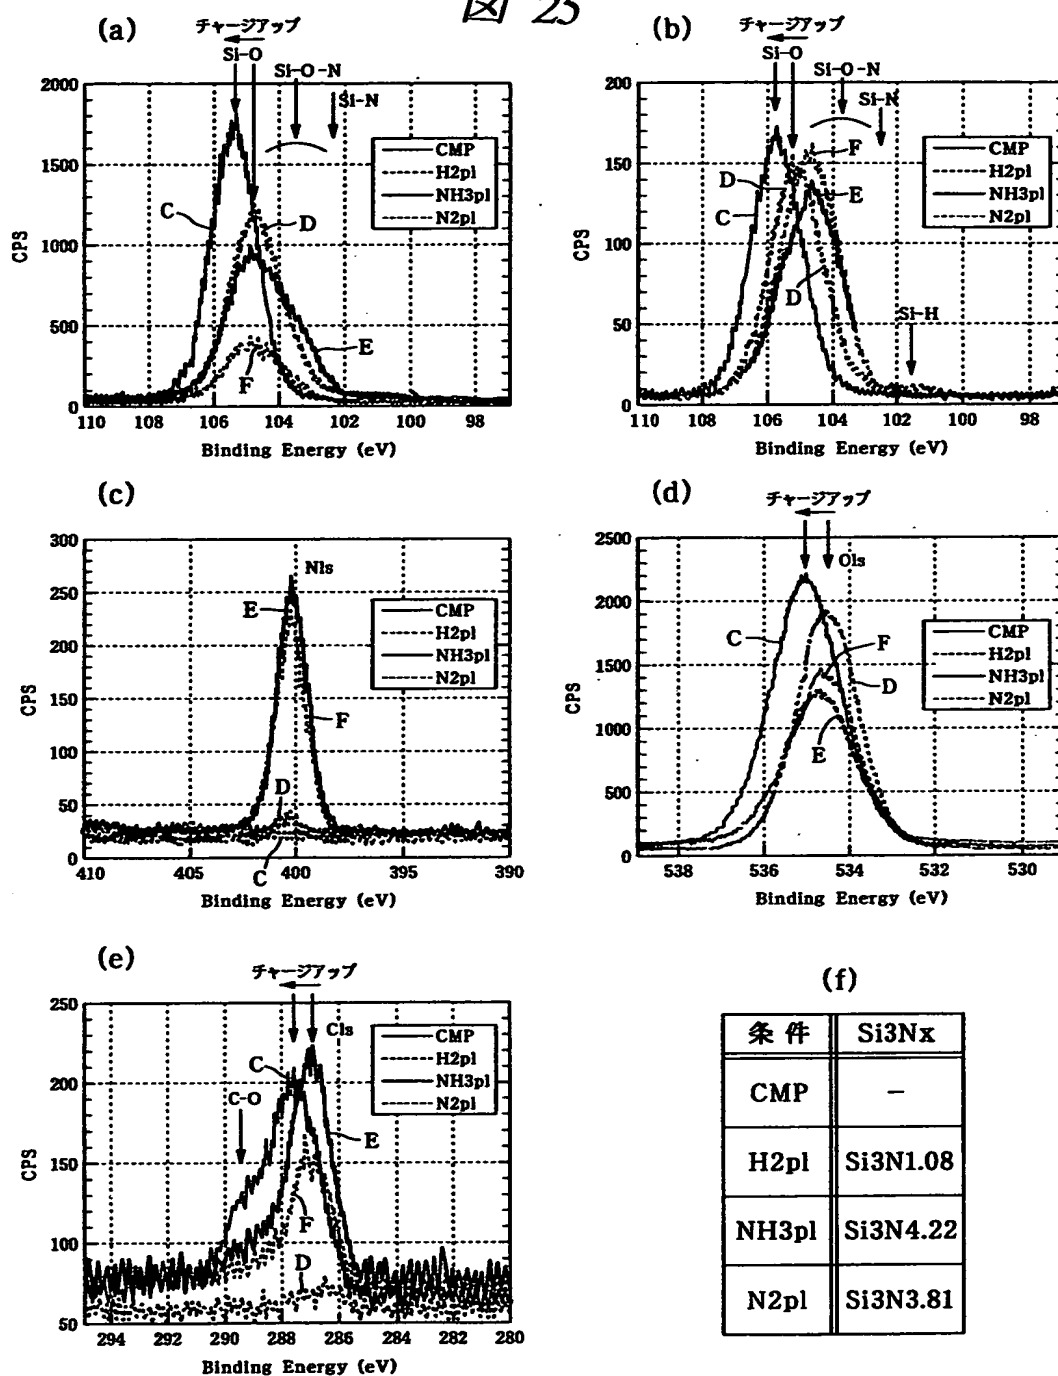 図 25
(a)
チャージアップ
Si-O
Si-O-N
Si-N
2000
1500
1000
500
0
CPS
CMP
H2pl
NH3pl
N2pl
C
D
E
F
110 108 106 104 102 100 98
Binding Energy (eV)
(b)
チャージアップ
Si-O
Si-O-N
Si-N
200
150
100
50
0
CPS
CMP
H2pl
NH3pl
N2pl
F
D
E
C
D
Si-H
110 108 106 104 102 100 98
Binding Energy (eV)
(c)
300
250
200
150
100
50
0
CPS
N1s
CMP
H2pl
NH3pl
N2pl
E
F
D
C
410 405 400 395 390
Binding Energy (eV)
(d)
チャージアップ
O1s
2500
2000
1500
1000
500
0
CPS
CMP
H2pl
NH3pl
N2pl
C
F
D
E
538 536 534 532 530
Binding Energy (eV)
(e)
チャージアップ
C1s
250
200
150
100
50
CPS
CMP
H2pl
NH3pl
N2pl
C
C-O
E
F
D
294 292 290 288 286 284 282 280
Binding Energy (eV)
(f)
条件 Si3Nx
CMP −
H2pl Si3N1.08
NH3pl Si3N4.22
N2pl Si3N3.81